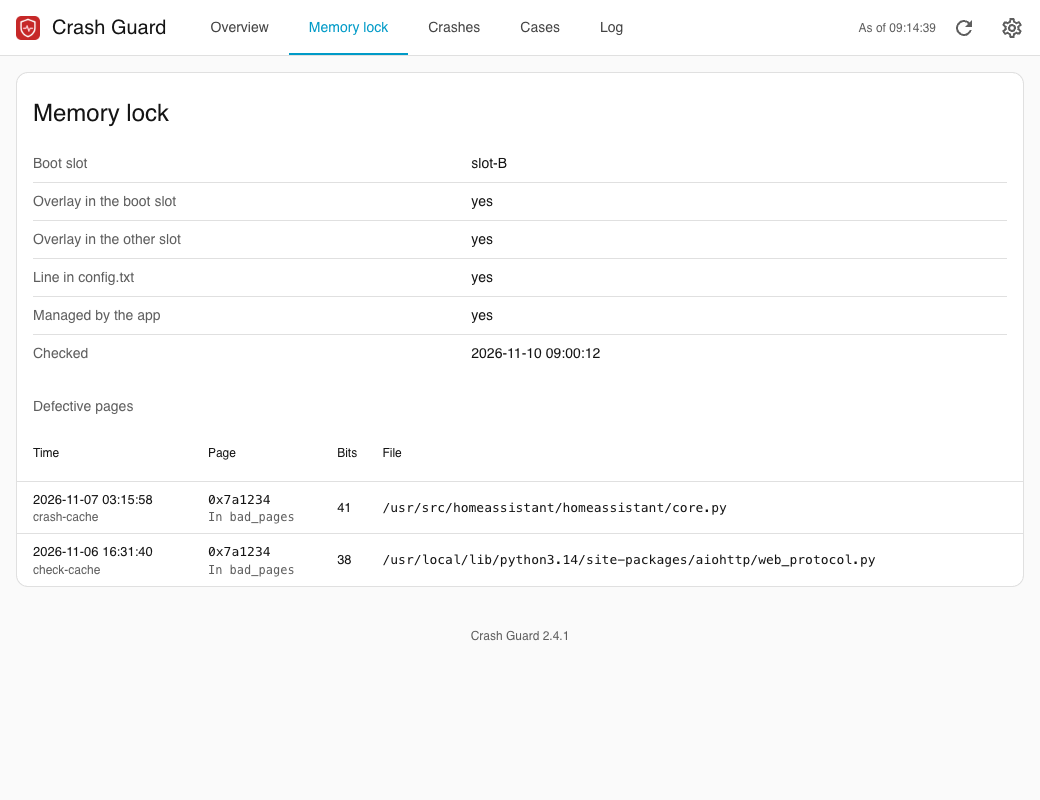 Crash Guard
Overview
Memory lock
Crashes
Cases
Log
As of 09:14:39
Memory lock
Boot slot slot-B
Overlay in the boot slot yes
Overlay in the other slot yes
Line in config.txt yes
Managed by the app yes
Checked 2026-11-10 09:00:12
Defective pages
Time Page Bits File
2026-11-07 03:15:58 0x7a1234 41 /usr/src/homeassistant/homeassistant/core.py
crash-cache In bad_pages
2026-11-06 16:31:40 0x7a1234 38 /usr/local/lib/python3.14/site-packages/aiohttp/web_protocol.py
check-cache In bad_pages
Crash Guard 2.4.1